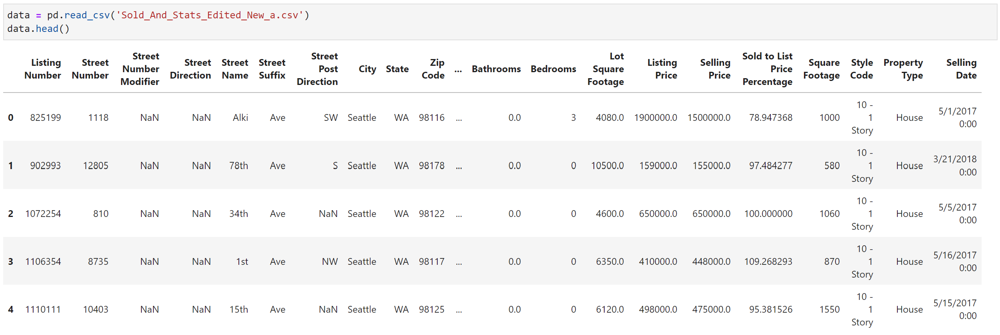 data = pd.read_csv('Sold_And_Stats_Edited_New_a.csv')
data.head()
Listing Number Street Number Street Number Modifier Street Direction Street Name Street Suffix Street Post Direction City State Zip Code ... Bathrooms Bedrooms Lot Square Footage Listing Price Selling Price Sold to List Price Percentage Square Footage Style Code Property Type Selling Date
0 825199 1118 NaN NaN Alki Ave SW Seattle WA 98116 ... 0.0 3 4080.0 1900000.0 1500000.0 78.947368 1000 10 - 1 Story House 5/1/2017 0:00
1 902993 12805 NaN NaN 78th Ave S Seattle WA 98178 ... 0.0 0 10500.0 159000.0 155000.0 97.484277 580 10 - 1 Story House 3/21/2018 0:00
2 1072254 810 NaN NaN 34th Ave NaN Seattle WA 98122 ... 0.0 0 4600.0 650000.0 650000.0 100.000000 1060 10 - 1 Story House 5/5/2017 0:00
3 1106354 8735 NaN NaN 1st Ave NW Seattle WA 98117 ... 0.0 0 6350.0 410000.0 448000.0 109.268293 870 10 - 1 Story House 5/16/2017 0:00
4 1110111 10403 NaN NaN 15th Ave NaN Seattle WA 98125 ... 0.0 0 6120.0 498000.0 475000.0 95.381526 1550 10 - 1 Story House 5/15/2017 0:00